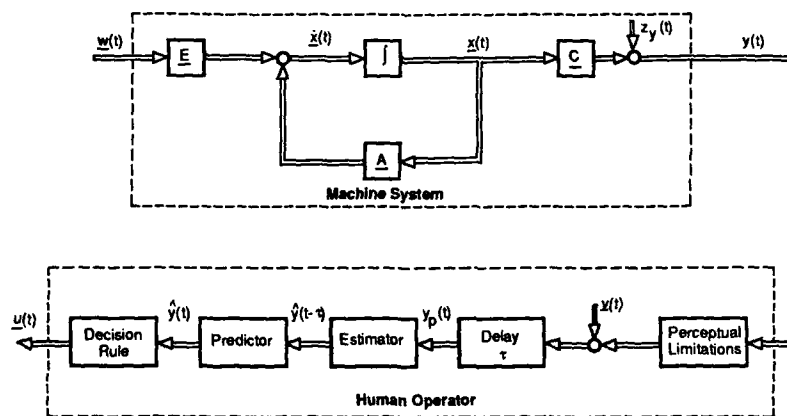 w(t)
E
ẋ(t)
∫
x(t)
C
z_y(t)
y(t)
A
Machine System
u(t)
Decision
Rule
ŷ(t)
Predictor
ŷ(t-τ)
Estimator
y_p(t)
Delay
τ
v(t)
Perceptual
Limitations
Human Operator